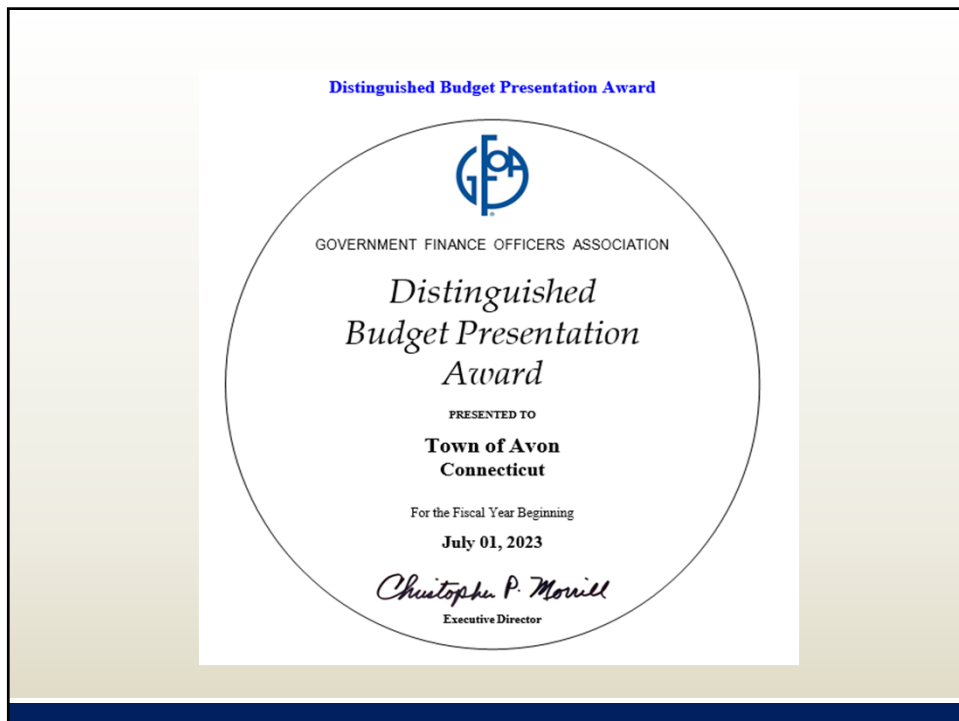 Distinguished Budget Presentation Award
GFOA
®
GOVERNMENT FINANCE OFFICERS ASSOCIATION
Distinguished
Budget Presentation
Award
PRESENTED TO
Town of Avon
Connecticut
For the Fiscal Year Beginning
July 01, 2023
Christopher P. Morrill
Executive Director